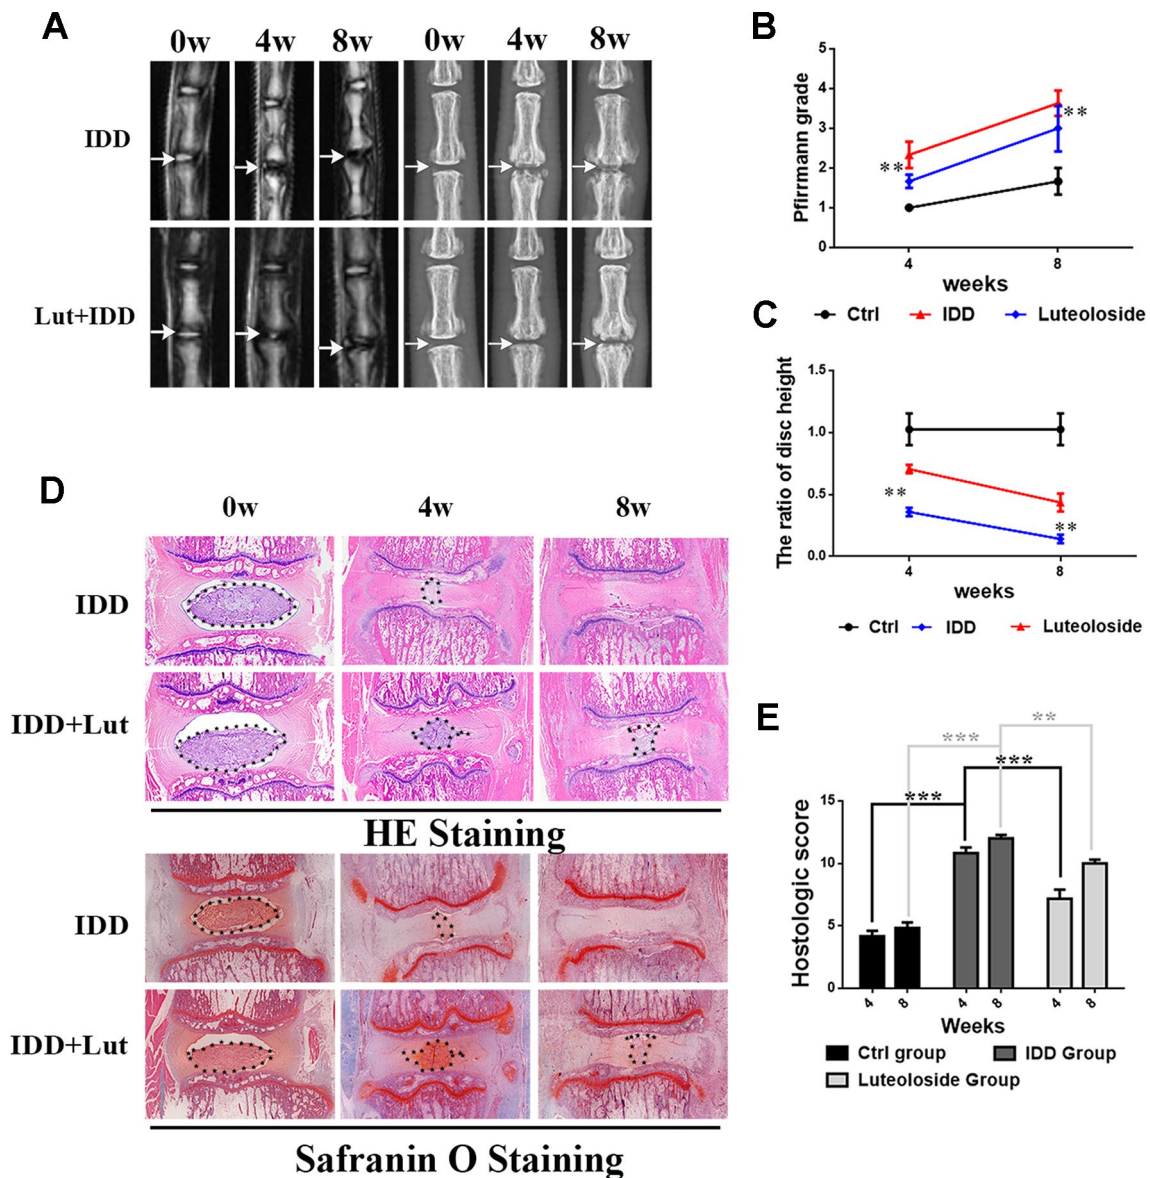 A
0w 4w 8w 0w 4w 8w
IDD
Lut+IDD
B
Pfirrmann grade
5
4
3
2
1
0
**
**
4 8
weeks
Ctrl IDD Luteoloside
C
The ratio of disc height
1.5
1.0
0.5
0.0
**
**
4 8
weeks
Ctrl IDD Luteoloside
D
0w 4w 8w
IDD
IDD+Lut
HE Staining
IDD
IDD+Lut
Safranin O Staining
E
Hostologic score
15
10
5
0
***
***
***
**
4 8 4 8 4 8
Weeks
Ctrl group IDD Group
Luteoloside Group